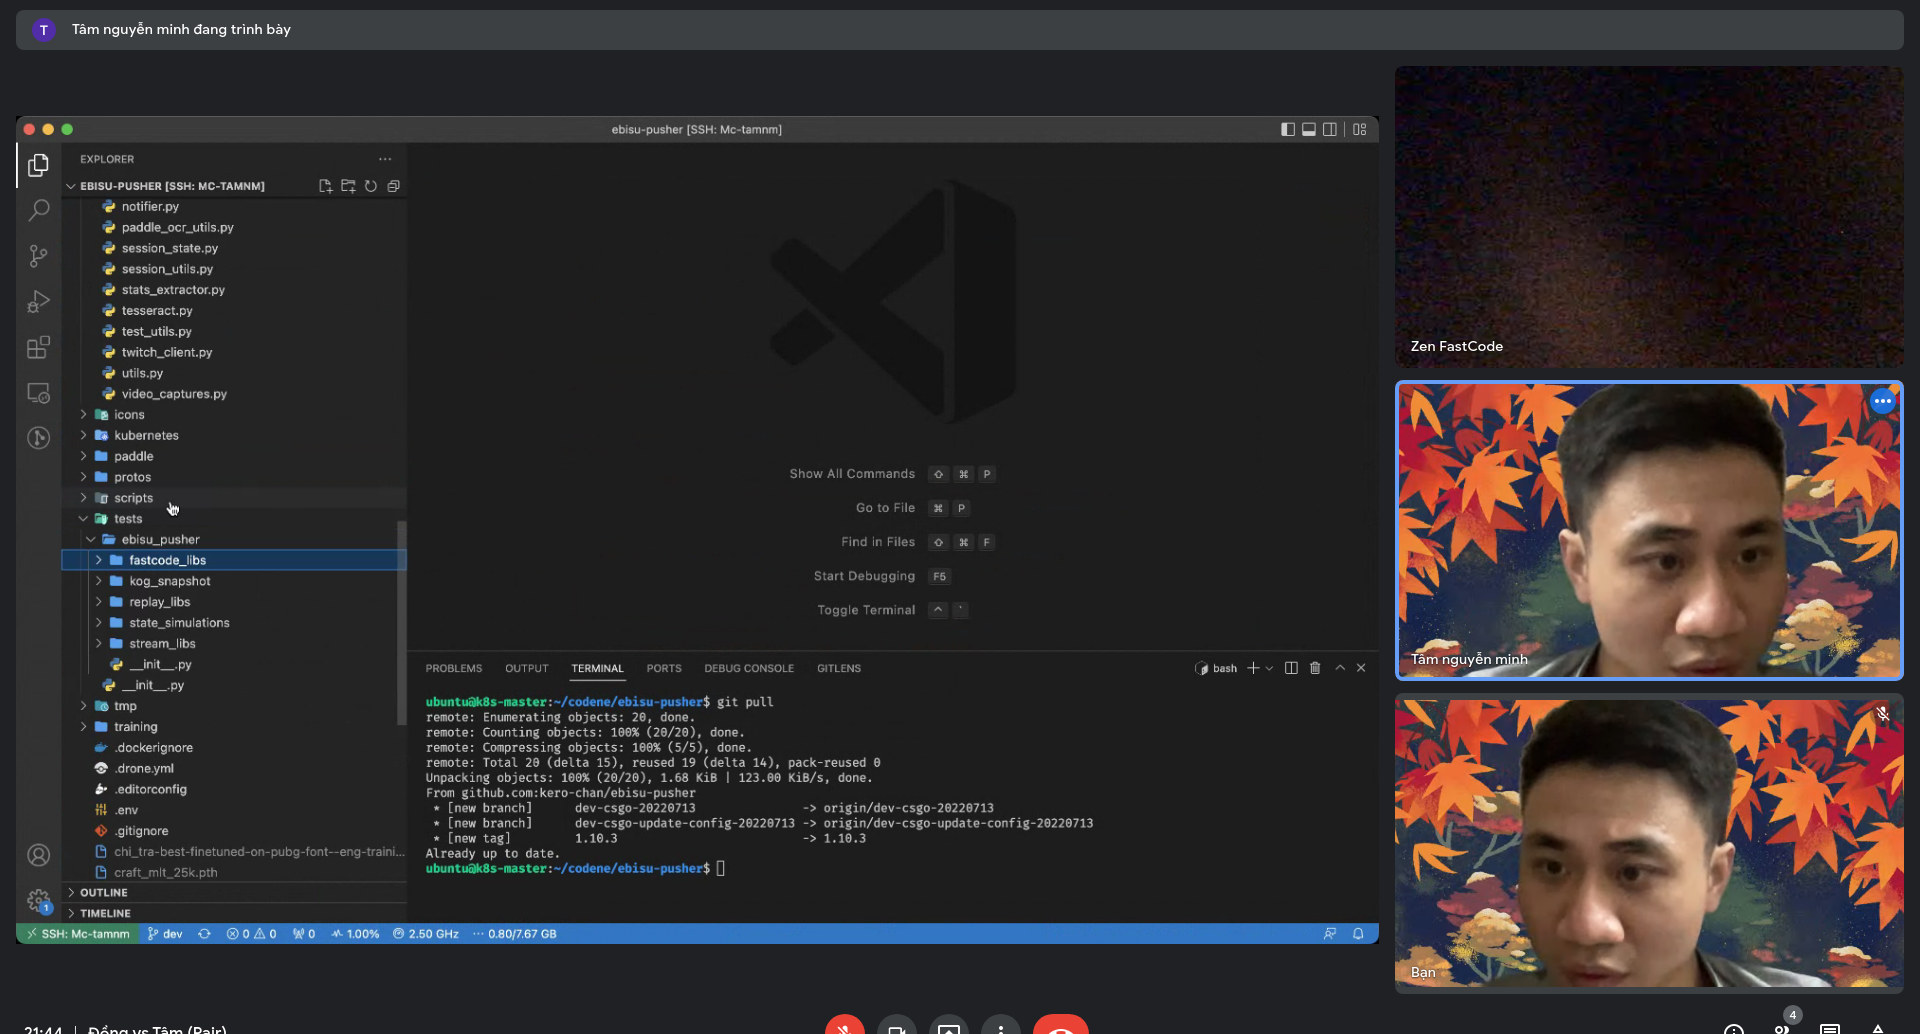 T
Tâm nguyễn minh đang trình bày
ebisu-pusher [SSH: Mc-tamnm]
EXPLORER
EBISU-PUSHER [SSH: MC-TAMNM]
notifier.py
paddle_ocr_utils.py
session_state.py
session_utils.py
stats_extractor.py
tesseract.py
test_utils.py
twitch_client.py
utils.py
video_captures.py
icons
kubernetes
paddle
protos
scripts
tests
ebisu_pusher
fastcode_libs
kog_snapshot
replay_libs
state_simulations
stream_libs
__init__.py
__init__.py
tmp
training
.dockerignore
.drone.yml
.editorconfig
.env
.gitignore
chi_tra-best-finetuned-on-pubg-font--eng-traini...
craft_mlt_25k.pth
OUTLINE
TIMELINE
1
Show All Commands ⇧ ⌘ P
Go to File ⌘ P
Find in Files ⇧ ⌘ F
Start Debugging F5
Toggle Terminal ^ `
PROBLEMS OUTPUT TERMINAL PORTS DEBUG CONSOLE GITLENS
bash
ubuntu@k8s-master:~/codene/ebisu-pusher$ git pull
remote: Enumerating objects: 20, done.
remote: Counting objects: 100% (20/20), done.
remote: Compressing objects: 100% (5/5), done.
remote: Total 20 (delta 15), reused 19 (delta 14), pack-reused 0
Unpacking objects: 100% (20/20), 1.68 KiB | 123.00 KiB/s, done.
From github.com:kero-chan/ebisu-pusher
* [new branch] dev-csgo-20220713 -> origin/dev-csgo-20220713
* [new branch] dev-csgo-update-config-20220713 -> origin/dev-csgo-update-config-20220713
* [new tag] 1.10.3 -> 1.10.3
Already up to date.
ubuntu@k8s-master:~/codene/ebisu-pusher$
SSH: Mc-tamnm dev 0 0 0 1.00% 2.50 GHz 0.80/7.67 GB
Zen FastCode
Tâm nguyễn minh
Bạn
21:44 | Đồng vs Tâm (Pair)
4